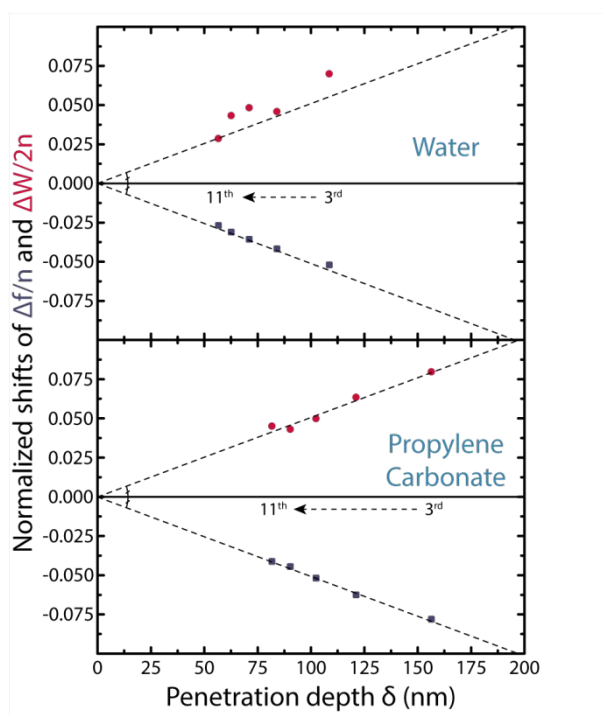 Normalized shifts of Δf/n and ΔW/2n
0.075
0.050
0.025
0.000
-0.025
-0.050
-0.075
Water
11th
3rd
0.075
0.050
0.025
0.000
-0.025
-0.050
-0.075
Propylene
Carbonate
11th
3rd
0 25 50 75 100 125 150 175 200
Penetration depth δ (nm)